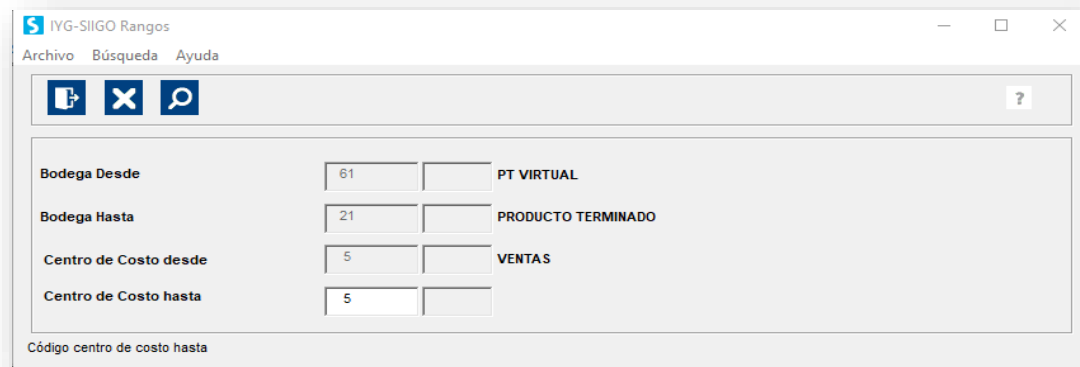 S IYG-SIIGO Rangos
Archivo Búsqueda Ayuda
?
Bodega Desde 61 PT VIRTUAL
Bodega Hasta 21 PRODUCTO TERMINADO
Centro de Costo desde 5 VENTAS
Centro de Costo hasta 5
Código centro de costo hasta